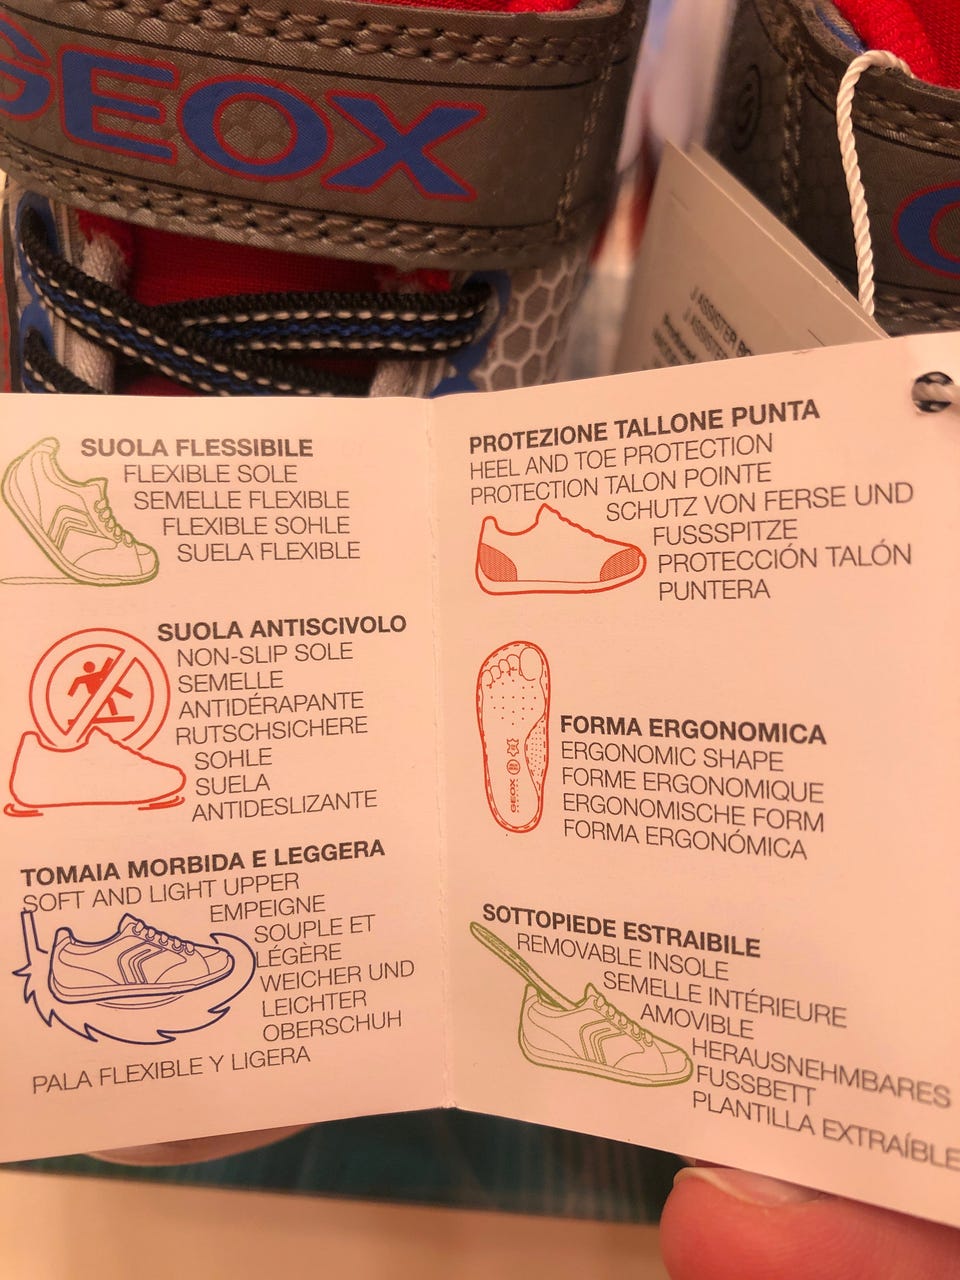 GEOX
J ASSISTER
J ASSISTER
SUOLA FLESSIBILE
FLEXIBLE SOLE
SEMELLE FLEXIBLE
FLEXIBLE SOHLE
SUELA FLEXIBLE
SUOLA ANTISCIVOLO
NON-SLIP SOLE
SEMELLE
ANTIDÉRAPANTE
RUTSCHSICHERE
SOHLE
SUELA
ANTIDESLIZANTE
TOMAIA MORBIDA E LEGGERA
SOFT AND LIGHT UPPER
EMPEIGNE
SOUPLE ET
LÉGÈRE
WEICHER UND
LEICHTER
OBERSCHUH
PALA FLEXIBLE Y LIGERA
PROTEZIONE TALLONE PUNTA
HEEL AND TOE PROTECTION
PROTECTION TALON POINTE
SCHUTZ VON FERSE UND
FUSSSPITZE
PROTECCIÓN TALÓN
PUNTERA
GEOX
FORMA ERGONOMICA
ERGONOMIC SHAPE
FORME ERGONOMIQUE
ERGONOMISCHE FORM
FORMA ERGONÓMICA
SOTTOPIEDE ESTRAIBILE
REMOVABLE INSOLE
SEMELLE INTÉRIEURE
AMOVIBLE
HERAUSNEHMBARES
FUSSBETT
PLANTILLA EXTRAÍBLE